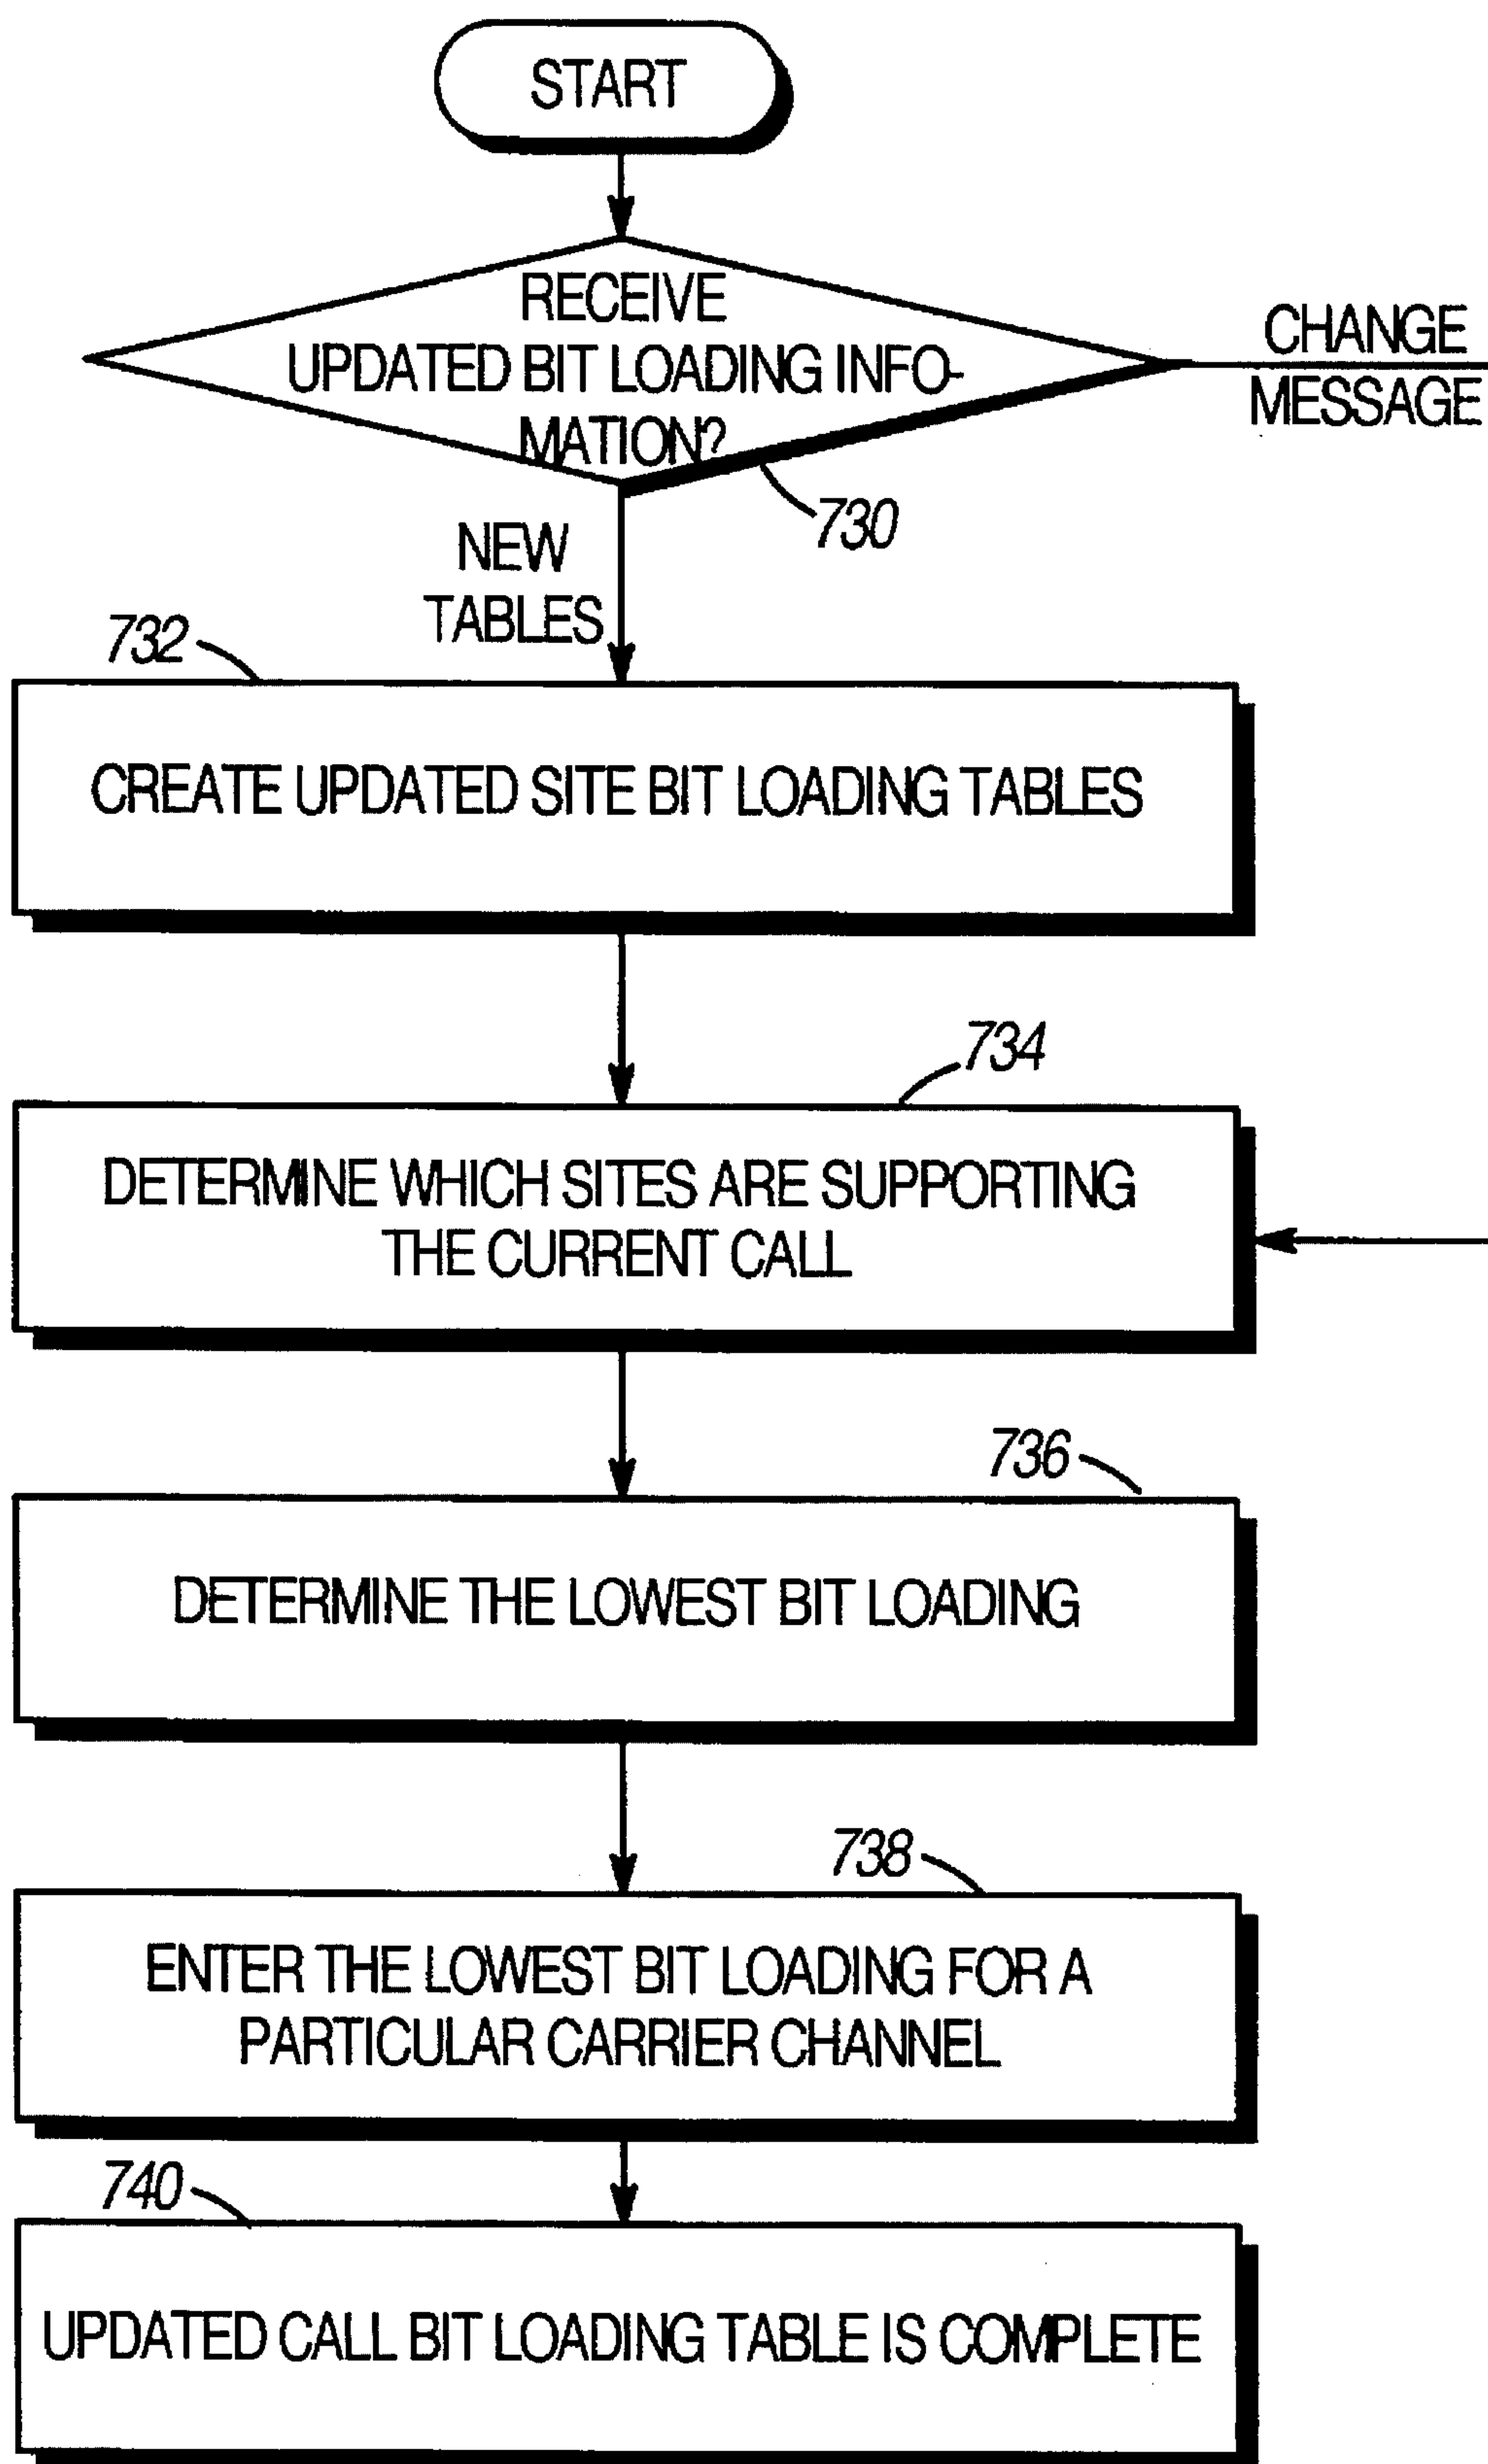 START
RECEIVE
UPDATED BIT LOADING INFO-
MATION?
CHANGE
MESSAGE
730
NEW
TABLES
732
CREATE UPDATED SITE BIT LOADING TABLES
734
DETERMINE WHICH SITES ARE SUPPORTING
THE CURRENT CALL
736
DETERMINE THE LOWEST BIT LOADING
738
ENTER THE LOWEST BIT LOADING FOR A
PARTICULAR CARRIER CHANNEL
740
UPDATED CALL BIT LOADING TABLE IS COMPLETE